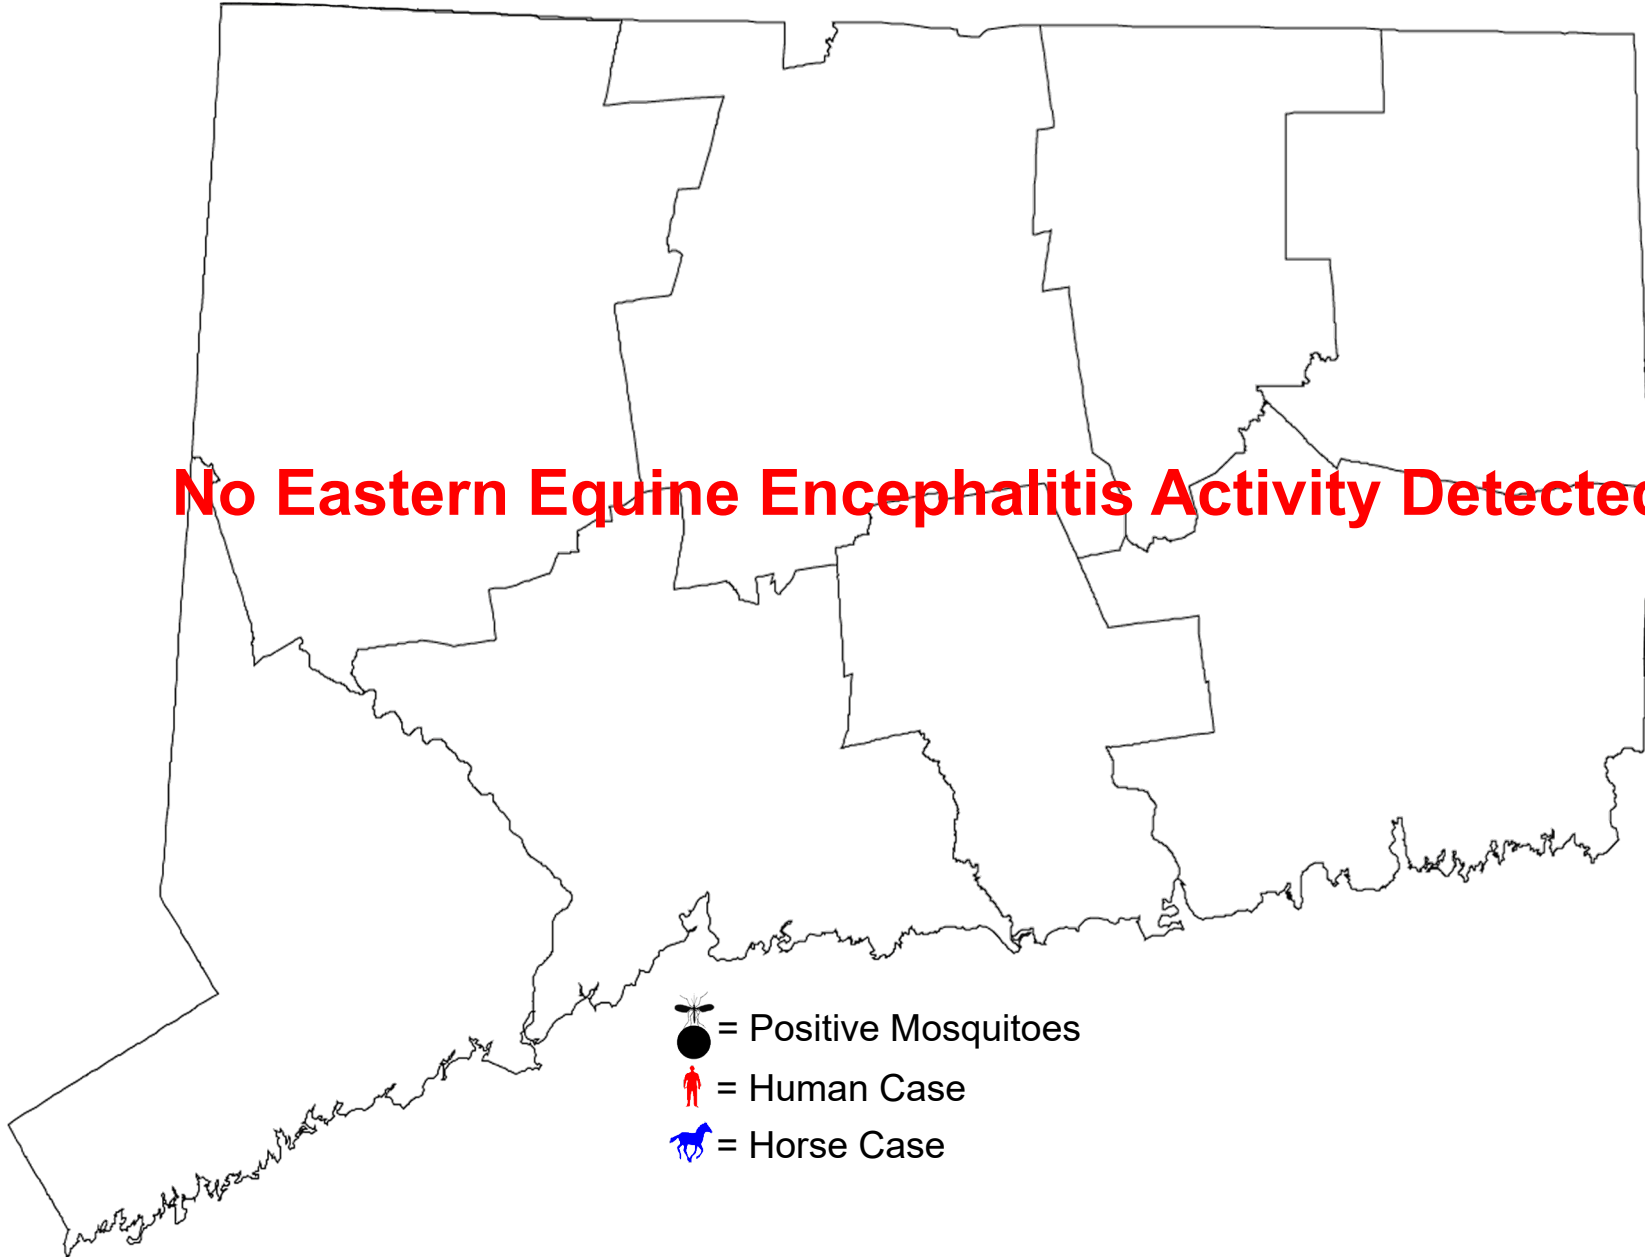 No Eastern Equine Encephalitis Activity Detected
= Positive Mosquitoes
= Human Case
= Horse Case